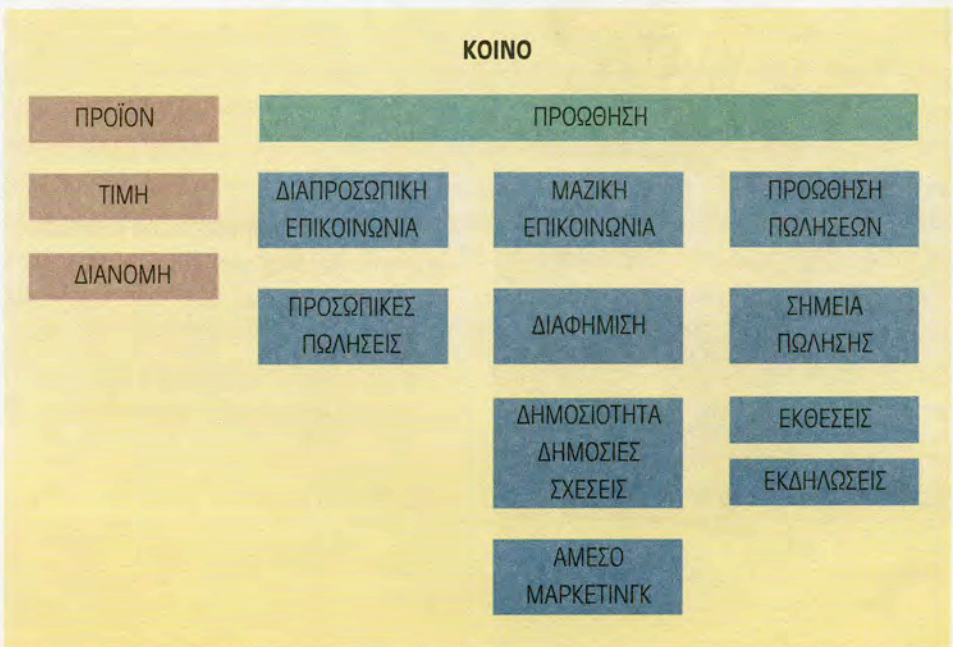 ΚΟΙΝΟ
ΠΡΟΪΟΝ
ΠΡΟΩΘΗΣΗ
ΤΙΜΗ
ΔΙΑΠΡΟΣΩΠΙΚΗ
ΕΠΙΚΟΙΝΩΝΙΑ
ΜΑΖΙΚΗ
ΕΠΙΚΟΙΝΩΝΙΑ
ΠΡΟΩΘΗΣΗ
ΠΩΛΗΣΕΩΝ
ΔΙΑΝΟΜΗ
ΠΡΟΣΩΠΙΚΕΣ
ΠΩΛΗΣΕΙΣ
ΔΙΑΦΗΜΙΣΗ
ΣΗΜΕΙΑ
ΠΩΛΗΣΗΣ
ΔΗΜΟΣΙΟΤΗΤΑ
ΔΗΜΟΣΙΕΣ
ΣΧΕΣΕΙΣ
ΕΚΘΕΣΕΙΣ
ΕΚΔΗΛΩΣΕΙΣ
ΑΜΕΣΟ
ΜΑΡΚΕΤΙΝΓΚ